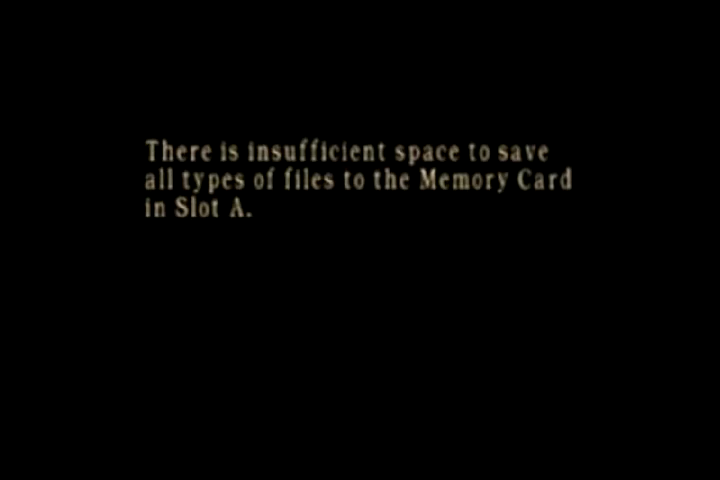 There is insufficient space to save
all types of files to the Memory Card
in Slot A.